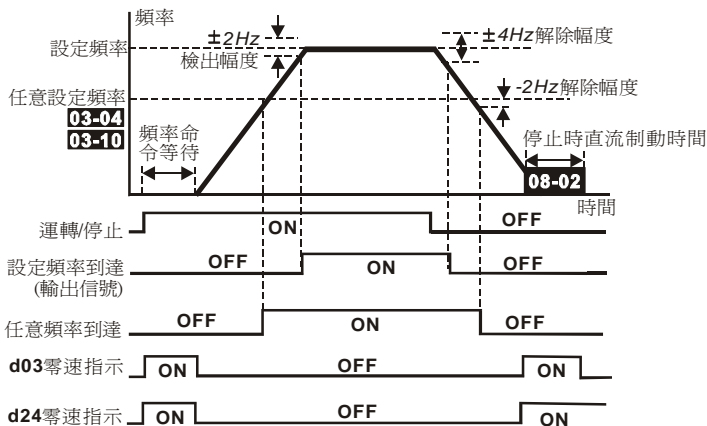 頻率
±2Hz
±4Hz解除幅度
設定頻率
檢出幅度
-2Hz解除幅度
任意設定頻率
03-04
03-10
頻率命
令等待
停止時直流制動時間
08-02
時間
運轉/停止 ON OFF
設定頻率到達
(輸出信號)
OFF ON OFF
任意頻率到達 OFF ON OFF
d03零速指示 ON OFF ON
d24零速指示 ON OFF ON